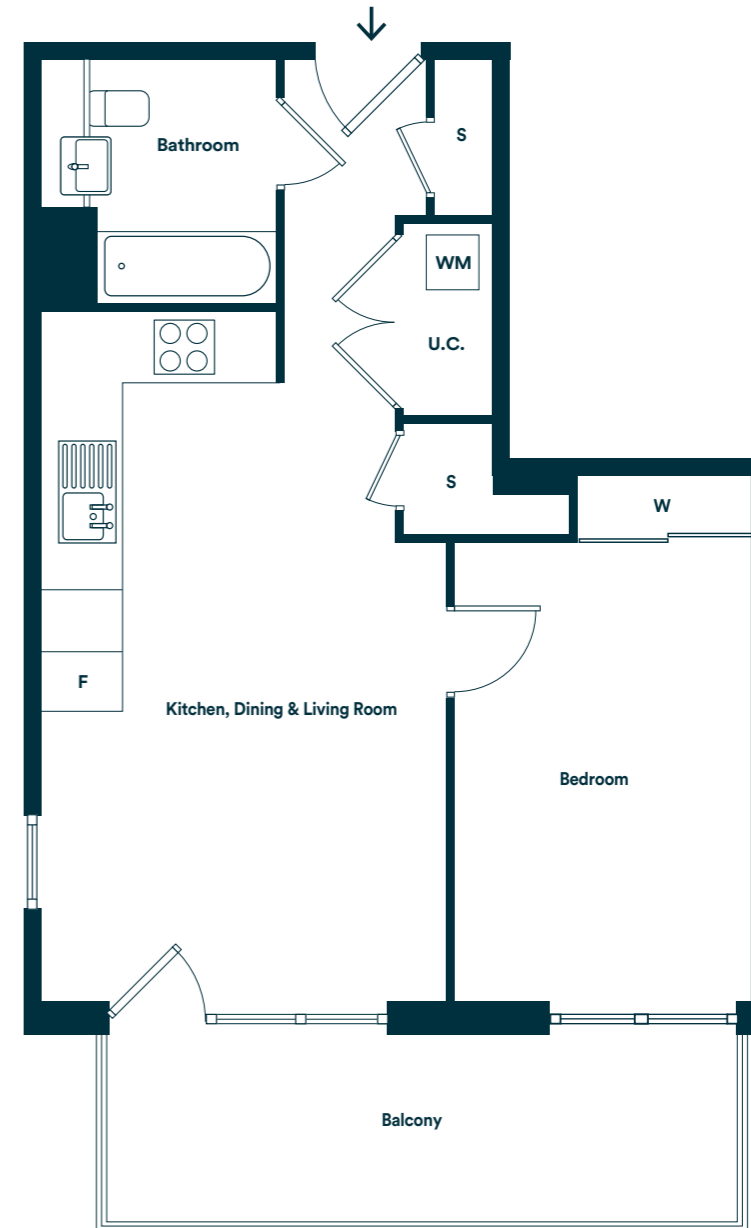 Bathroom
S
WM
U.C.
S
W
F
Kitchen, Dining & Living Room
Bedroom
Balcony